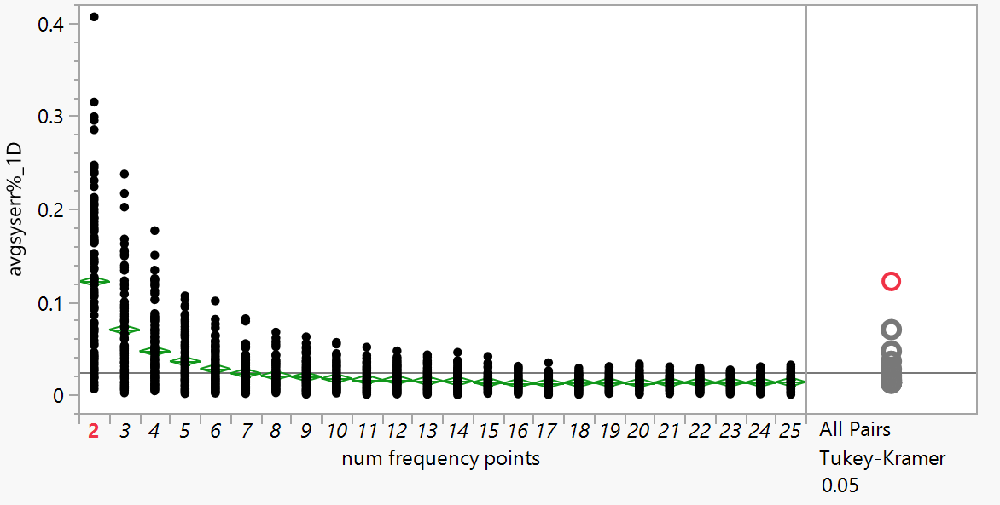 avgsyserr%_1D
0.4
0.3
0.2
0.1
0
2 3 4 5 6 7 8 9 10 11 12 13 14 15 16 17 18 19 20 21 22 23 24 25
num frequency points
All Pairs
Tukey-Kramer
0.05